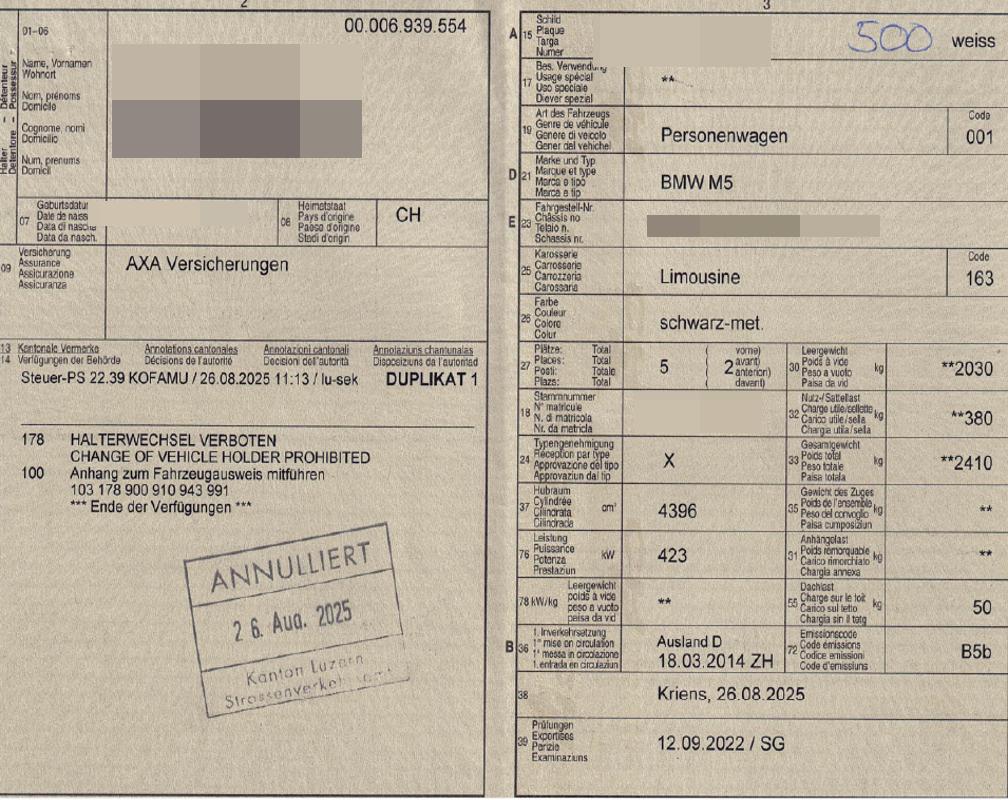 2
00.006.939.554
01-06
Halter – Détenteur
Detentore – Possessur
Name, Vornamen
Wohnort
Nom, prénoms
Domicile
Cognome, nomi
Domicilio
Num, prenums
Domicil
07
Geburtsdatum
Date de nass
Data di nascita
Data da nasch.
08
Heimatstaat
Pays d'origine
Paese d'origine
Stadi d'origin
CH
09
Versicherung
Assurance
Assicurazione
Assicuranza
AXA Versicherungen
13 Kantonale Vermerke Annotations cantonales Annotazioni cantonali Annotaziuns chantunalas
14 Verfügungen der Behörde Décisions de l'autorité Decisioni dell'autorità Disposiziuns da l'autoritad
Steuer-PS 22.39 KOFAMU / 26.08.2025 11:13 / lu-sek DUPLIKAT 1
178 HALTERWECHSEL VERBOTEN
CHANGE OF VEHICLE HOLDER PROHIBITED
100 Anhang zum Fahrzeugausweis mitführen
103 178 900 910 943 991
*** Ende der Verfügungen ***
ANNULLIERT
26. Aug. 2025
Kanton Luzern
3
A 15
Schild
Plaque
Targa
Numer
500 weiss
17
Bes. Verwendung
Usage spécial
Uso speciale
Diever spezial
**
19
Art des Fahrzeugs
Genre de véhicule
Genere di veicolo
Gener dal vehichel
Personenwagen
Code
001
D 21
Marke und Typ
Marque et type
Marca e tipo
Marca e tip
BMW M5
E 23
Fahrgestell-Nr.
Châssis no
Telaio n.
Schassis nr.
25
Karosserie
Carrosserie
Carrozzeria
Carossaria
Limousine
Code
163
26
Farbe
Couleur
Colore
Colur
schwarz-met.
27
Plätze: Total
Places: Total
Posti: Totale
Plazs: Total
5
( vorne)
( 2 avant)
( anteriori)
( davant)
30
Leergewicht
Poids à vide
Peso a vuoto
Paisa da vid
kg
**2030
18
Stammnummer
N° matricule
N. di matricola
Nr. da matricla
32
Nutz-/Sattellast
Charge utile/sellette
Carico utile/sella
Chargia utila/sella
kg
**380
24
Typengenehmigung
Réception par type
Approvazione del tipo
Approvaziun dal tip
X
33
Gesamtgewicht
Poids total
Peso totale
Paisa totala
kg
**2410
37
Hubraum
Cylindrée
Cilindrata
Cilindrada
cm³
4396
35
Gewicht des Zuges
Poids de l'ensemble
Peso del convoglio
Paisa cumposiziun
kg
**
76
Leistung
Puissance
Potenza
Prestaziun
kW
423
31
Anhängelast
Poids remorquable
Carico rimorchiato
Chargia annexa
kg
**
78 kW/kg
Leergewicht
poids à vide
peso a vuoto
paisa da vid
**
55
Dachlast
Charge sur le toit
Carico sul tetto
Chargia sin il tetg
kg
50
B 36
1. Inverkehrsetzung
1re mise en circulation
1a messa in circolazione
1. entrada en circulaziun
Ausland D
18.03.2014 ZH
72
Emissionscode
Code émissions
Codice emissioni
Code d'emissiuns
B5b
38
Kriens, 26.08.2025
39
Prüfungen
Expertises
Perizie
Examinaziuns
12.09.2022 / SG